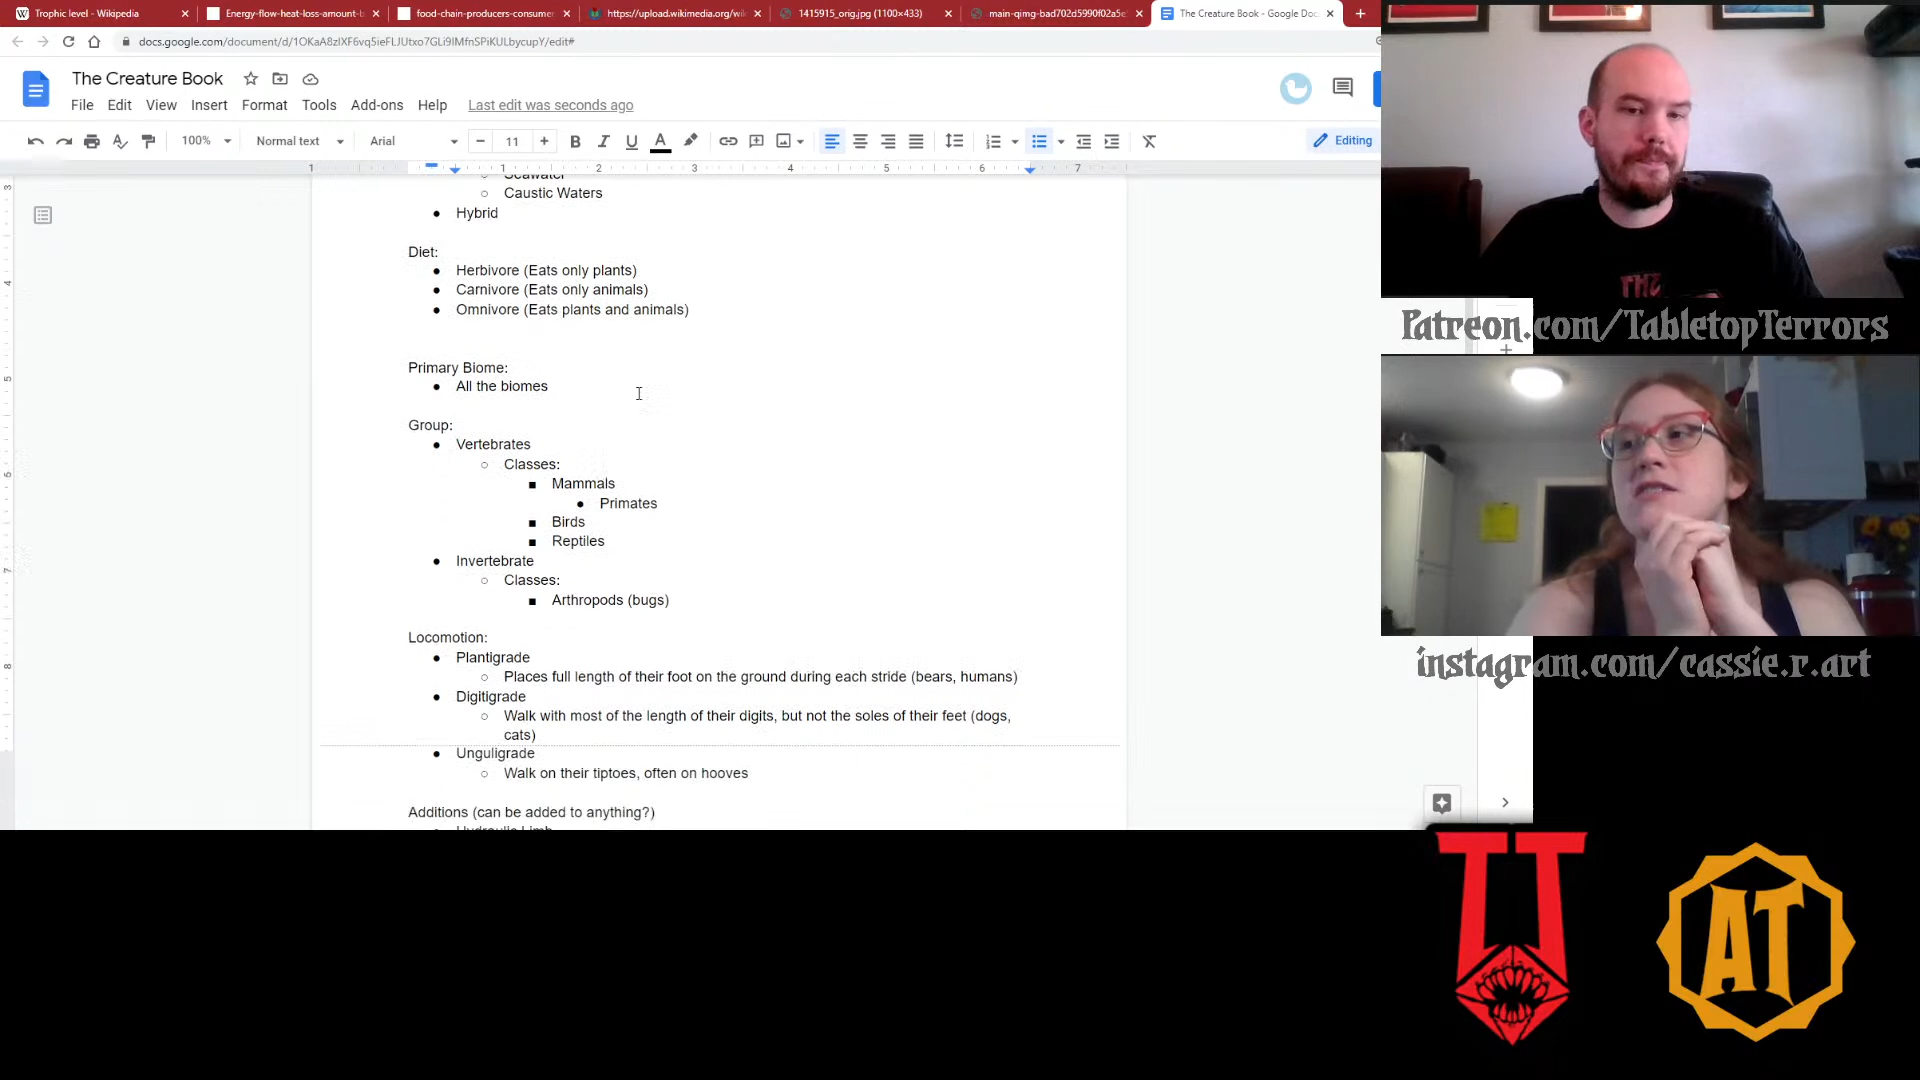 Trophic level - Wikipedia
Energy-flow-heat-loss-amount-b
food-chain-producers-consumer
https://upload.wikimedia.org/wi
1415915_orig.jpg (1100×433)
main-qimg-bad702d5990f02a5e
The Creature Book - Google Doc
docs.google.com/document/d/1OKaA8zIXF6vq5ieFLJUtxo7GLi9IMfnSPiKULbycupY/edit#
The Creature Book
File Edit View Insert Format Tools Add-ons Help Last edit was seconds ago
100% Normal text Arial 11 Editing
Seawater
Caustic Waters
Hybrid
Diet:
Herbivore (Eats only plants)
Carnivore (Eats only animals)
Omnivore (Eats plants and animals)
Primary Biome:
All the biomes
Group:
Vertebrates
Classes:
Mammals
Primates
Birds
Reptiles
Invertebrate
Classes:
Arthropods (bugs)
Locomotion:
Plantigrade
Places full length of their foot on the ground during each stride (bears, humans)
Digitigrade
Walk with most of the length of their digits, but not the soles of their feet (dogs,
cats)
Unguligrade
Walk on their tiptoes, often on hooves
Additions (can be added to anything?)
Hydraulic Limb
THE
Patreon.com/TabletopTerrors
instagram.com/cassie.r.art
TT
AT